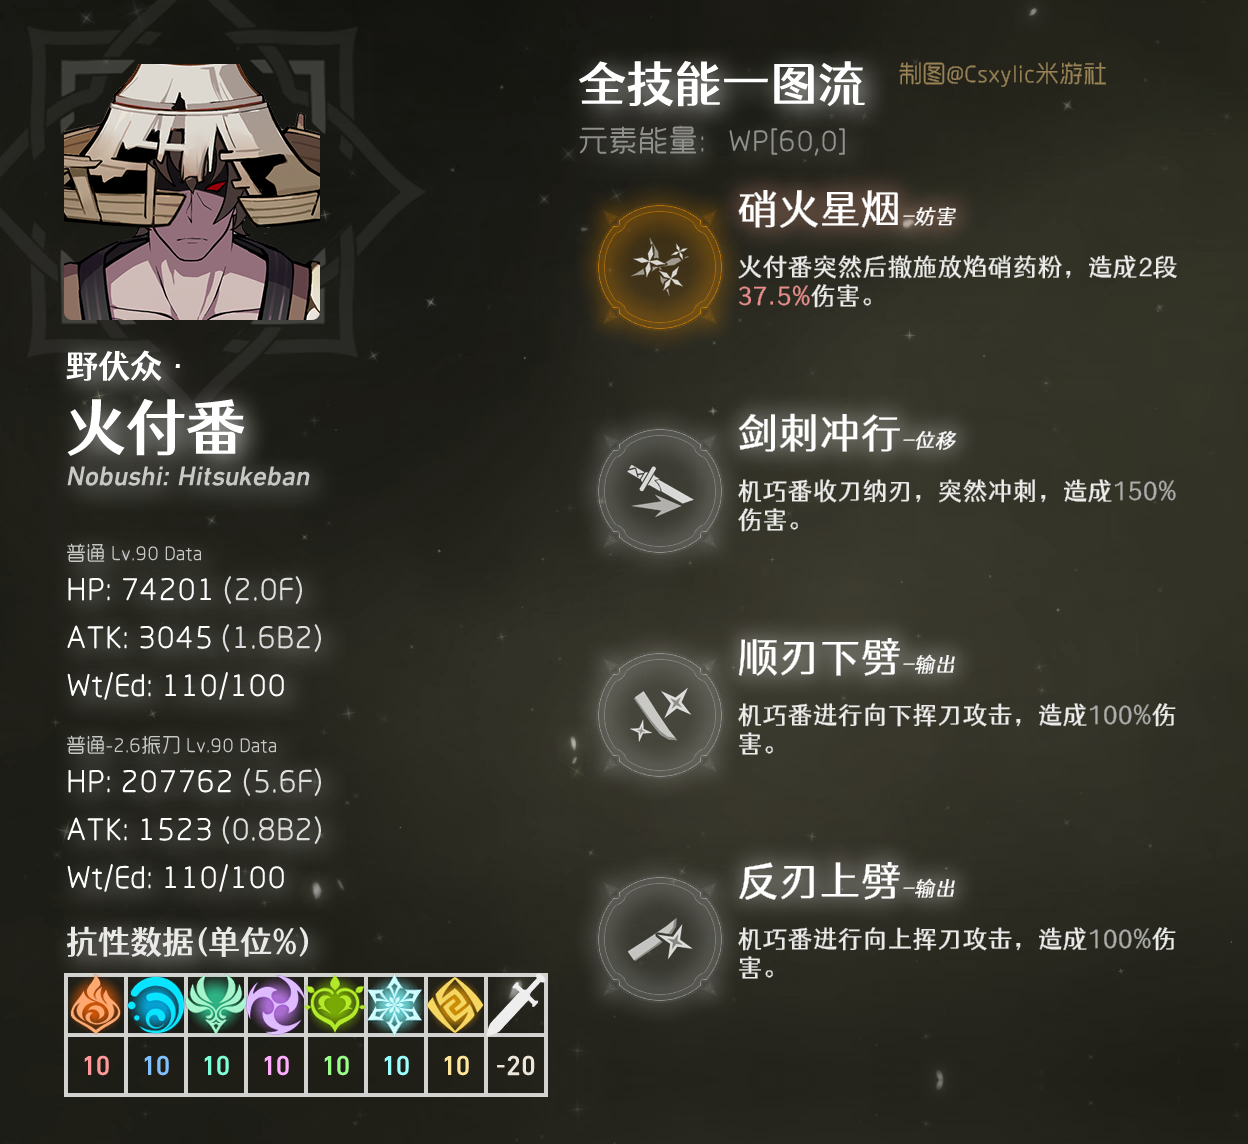 全技能一图流
制图@Csxylic米游社
元素能量: WP[60,0]
硝火星烟-妨害
火付番突然后撤施放焰硝药粉，造成2段
37.5%伤害。
剑刺冲行-位移
机巧番收刀纳刃，突然冲刺，造成150%
伤害。
顺刃下劈-输出
机巧番进行向下挥刀攻击，造成100%伤
害。
反刃上劈-输出
机巧番进行向上挥刀攻击，造成100%伤
害。
野伏众 ·
火付番
Nobushi: Hitsukeban
普通 Lv.90 Data
HP: 74201 (2.0F)
ATK: 3045 (1.6B2)
Wt/Ed: 110/100
普通-2.6振刀 Lv.90 Data
HP: 207762 (5.6F)
ATK: 1523 (0.8B2)
Wt/Ed: 110/100
抗性数据(单位%)
10 10 10 10 10 10 10 -20